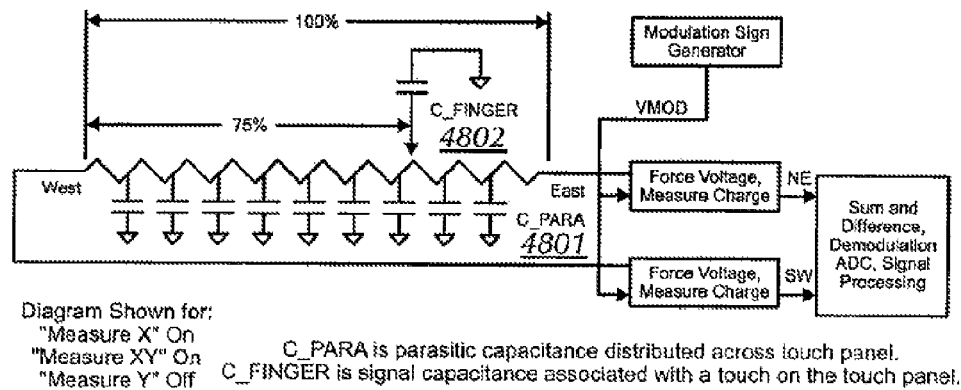 100%
Modulation Sign
Generator
C_FINGER
4802
VMOD
75%
West
East
Force Voltage,
Measure Charge
NE
C_PARA
4801
Sum and
Difference,
Demodulation
ADC, Signal
Processing
Force Voltage,
Measure Charge
SW
Diagram Shown for:
"Measure X" On
"Measure XY" On
"Measure Y" Off
C_PARA is parasitic capacitance distributed across touch panel.
C_FINGER is signal capacitance associated with a touch on the touch panel.